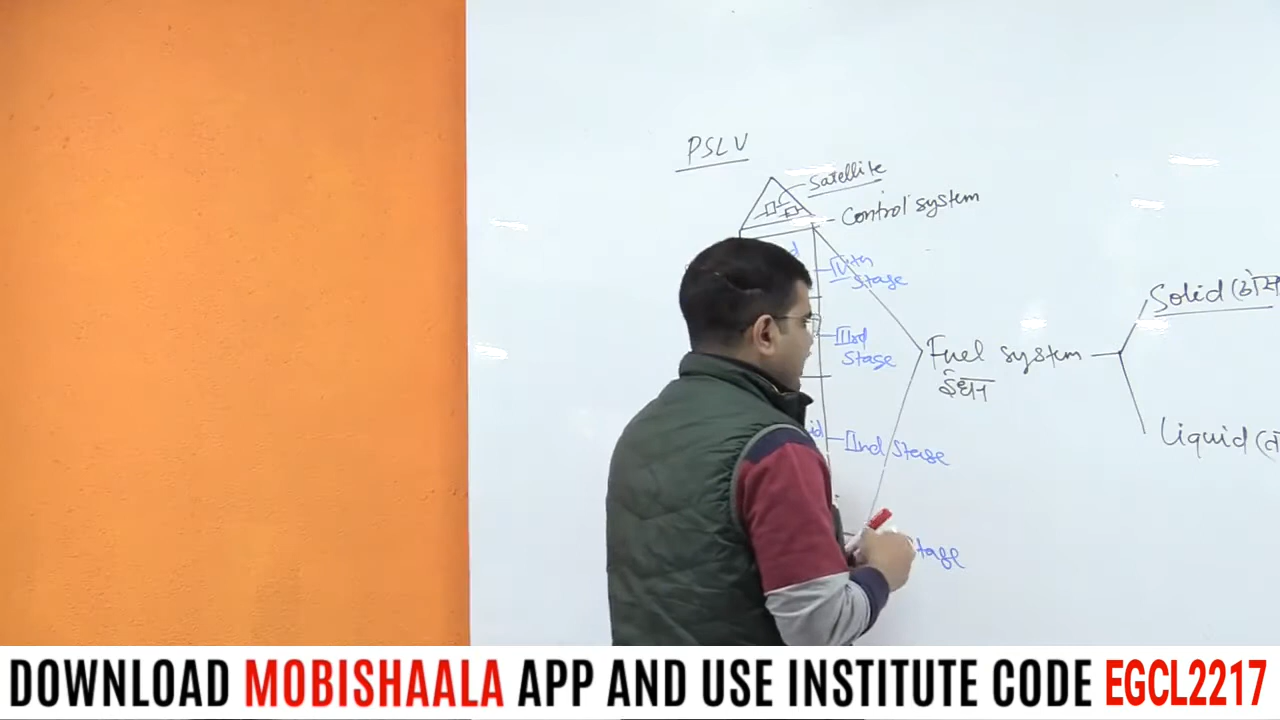 PSLV
Satellite
Control system
IVth
Stage
IIIrd
Stage
Fuel system
ईंधन
Solid
Liquid
IInd Stage
Stage
DOWNLOAD MOBISHAALA APP AND USE INSTITUTE CODE EGCL2217